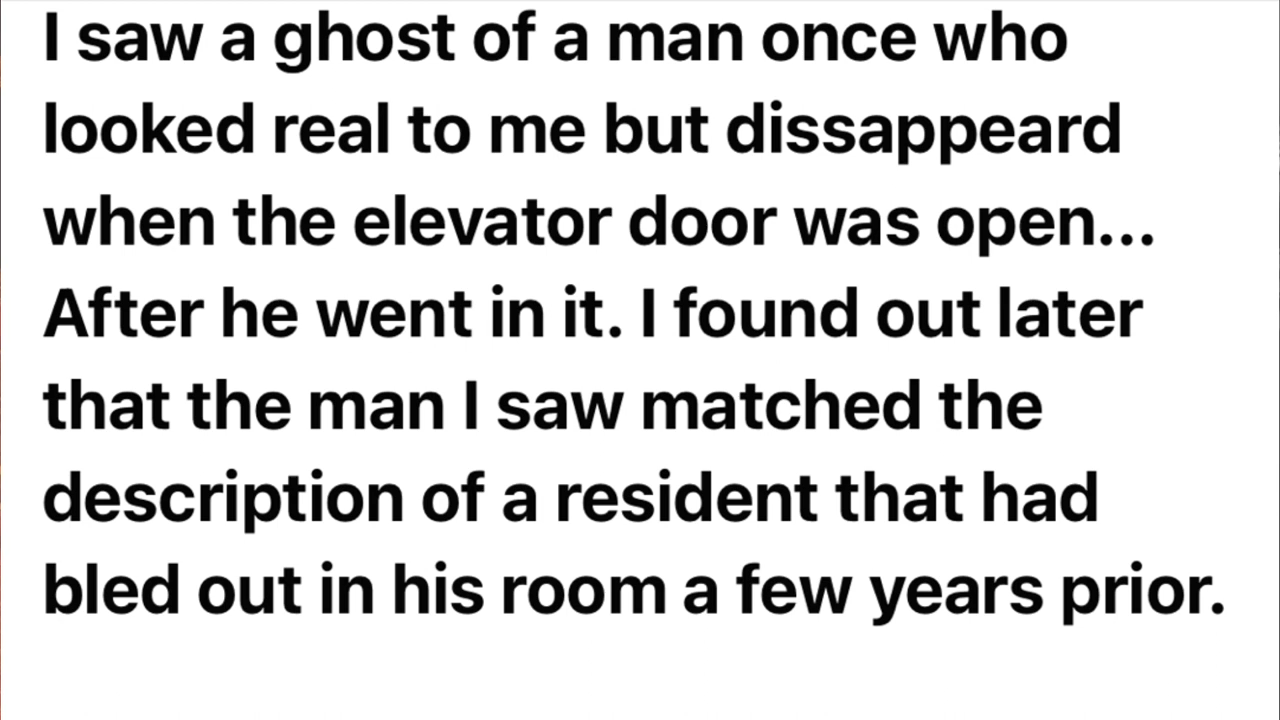 I saw a ghost of a man once who
looked real to me but dissappeard
when the elevator door was open...
After he went in it. I found out later
that the man I saw matched the
description of a resident that had
bled out in his room a few years prior.